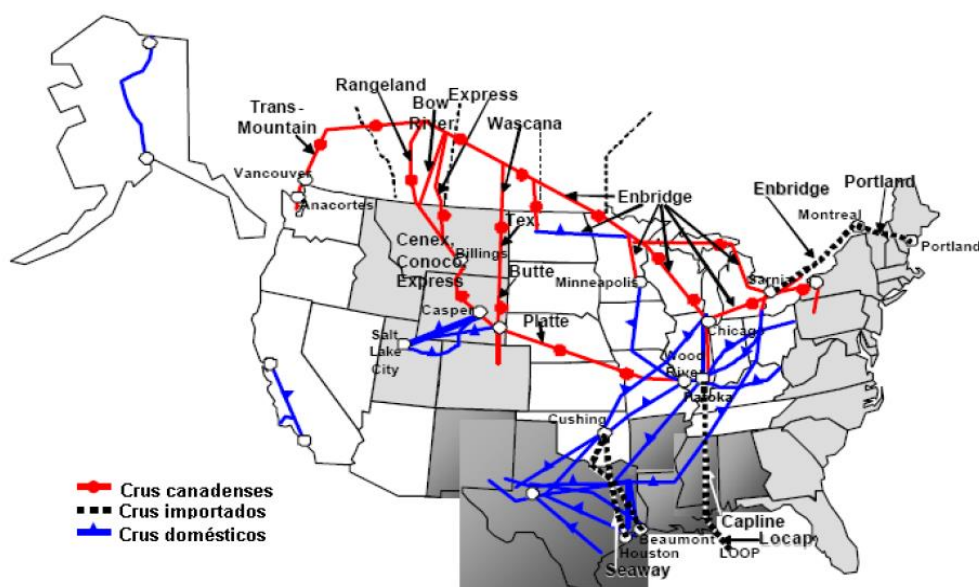 Rangeland
Express
Bow
River
Trans-
Mountain
Wascana
Vancouver
Anacortes
Enbridge
Enbridge
Portland
Montreal
Portland
Cenex,
Conoco,
Express
Billings
Tex
Butte
Minneapolis
Sarnia
Casper
Platte
Chicago
Salt
Lake
City
Wood
River
Patoka
Cushing
Capline
Locap
LOOP
Beaumont
Houston
Seaway
Crus canadenses
Crus importados
Crus domésticos